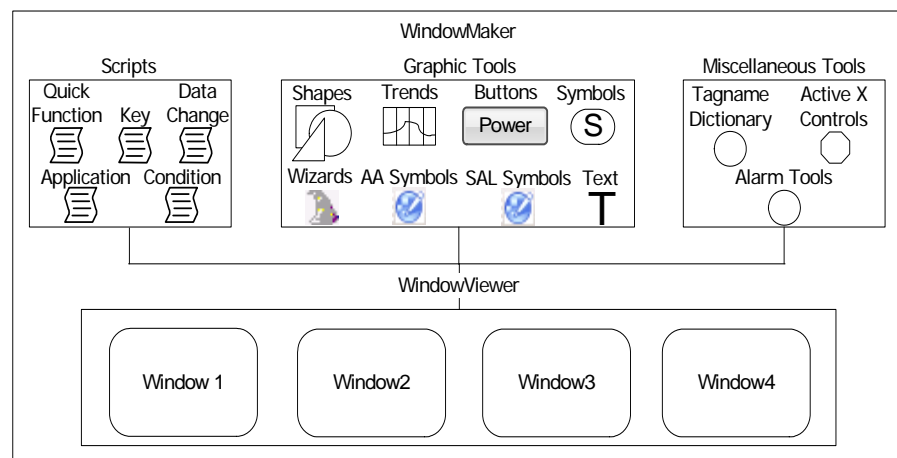 WindowMaker
Scripts
Quick Function
Key
Data Change
Application
Condition
Graphic Tools
Shapes
Trends
Buttons
Power
Symbols
S
Wizards
AA Symbols
SAL Symbols
Text
T
Miscellaneous Tools
Tagname Dictionary
Active X Controls
Alarm Tools
WindowViewer
Window 1
Window2
Window3
Window4